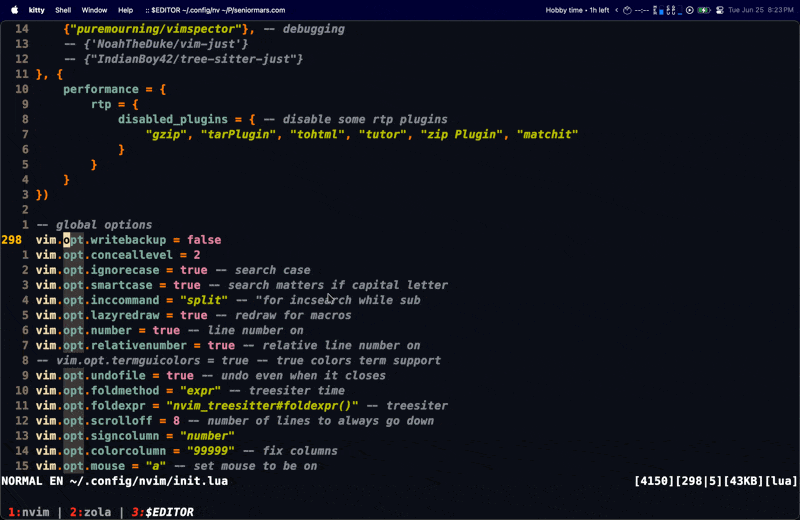 kitty Shell Window Help :: $EDITOR ~/.config/nv ~/P/seniormars.com Hobby time • 1h left Tue Jun 25 8:23 PM
14 {"puremourning/vimspector"}, -- debugging
13 -- {'NoahTheDuke/vim-just'}
12 -- {"IndianBoy42/tree-sitter-just"}
11 }, {
10 performance = {
9 rtp = {
8 disabled_plugins = { -- disable some rtp plugins
7 "gzip", "tarPlugin", "tohtml", "tutor", "zip Plugin", "matchit"
6 }
5 }
4 }
3 })
2
1 -- global options
298 vim.opt.writebackup = false
1 vim.opt.conceallevel = 2
2 vim.opt.ignorecase = true -- search case
3 vim.opt.smartcase = true -- search matters if capital letter
4 vim.opt.inccommand = "split" -- "for incsearch while sub
5 vim.opt.lazyredraw = true -- redraw for macros
6 vim.opt.number = true -- line number on
7 vim.opt.relativenumber = true -- relative line number on
8 -- vim.opt.termguicolors = true -- true colors term support
9 vim.opt.undofile = true -- undo even when it closes
10 vim.opt.foldmethod = "expr" -- treesiter time
11 vim.opt.foldexpr = "nvim_treesitter#foldexpr()" -- treesiter
12 vim.opt.scrolloff = 8 -- number of lines to always go down
13 vim.opt.signcolumn = "number"
14 vim.opt.colorcolumn = "99999" -- fix columns
15 vim.opt.mouse = "a" -- set mouse to be on
NORMAL EN ~/.config/nvim/init.lua [4150][298|5][43KB][lua]
1:nvim | 2:zola | 3:$EDITOR